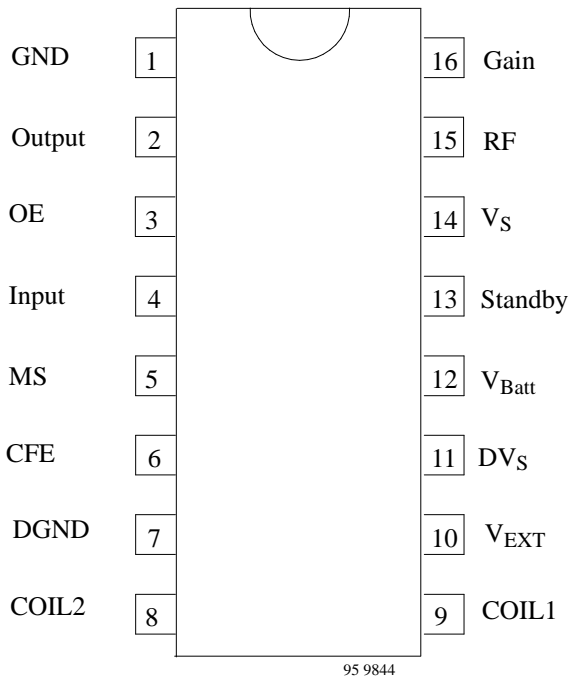 GND 1 16 Gain
Output 2 15 RF
OE 3 14 VS
Input 4 13 Standby
MS 5 12 VBatt
CFE 6 11 DVS
DGND 7 10 VEXT
COIL2 8 9 COIL1
95 9844